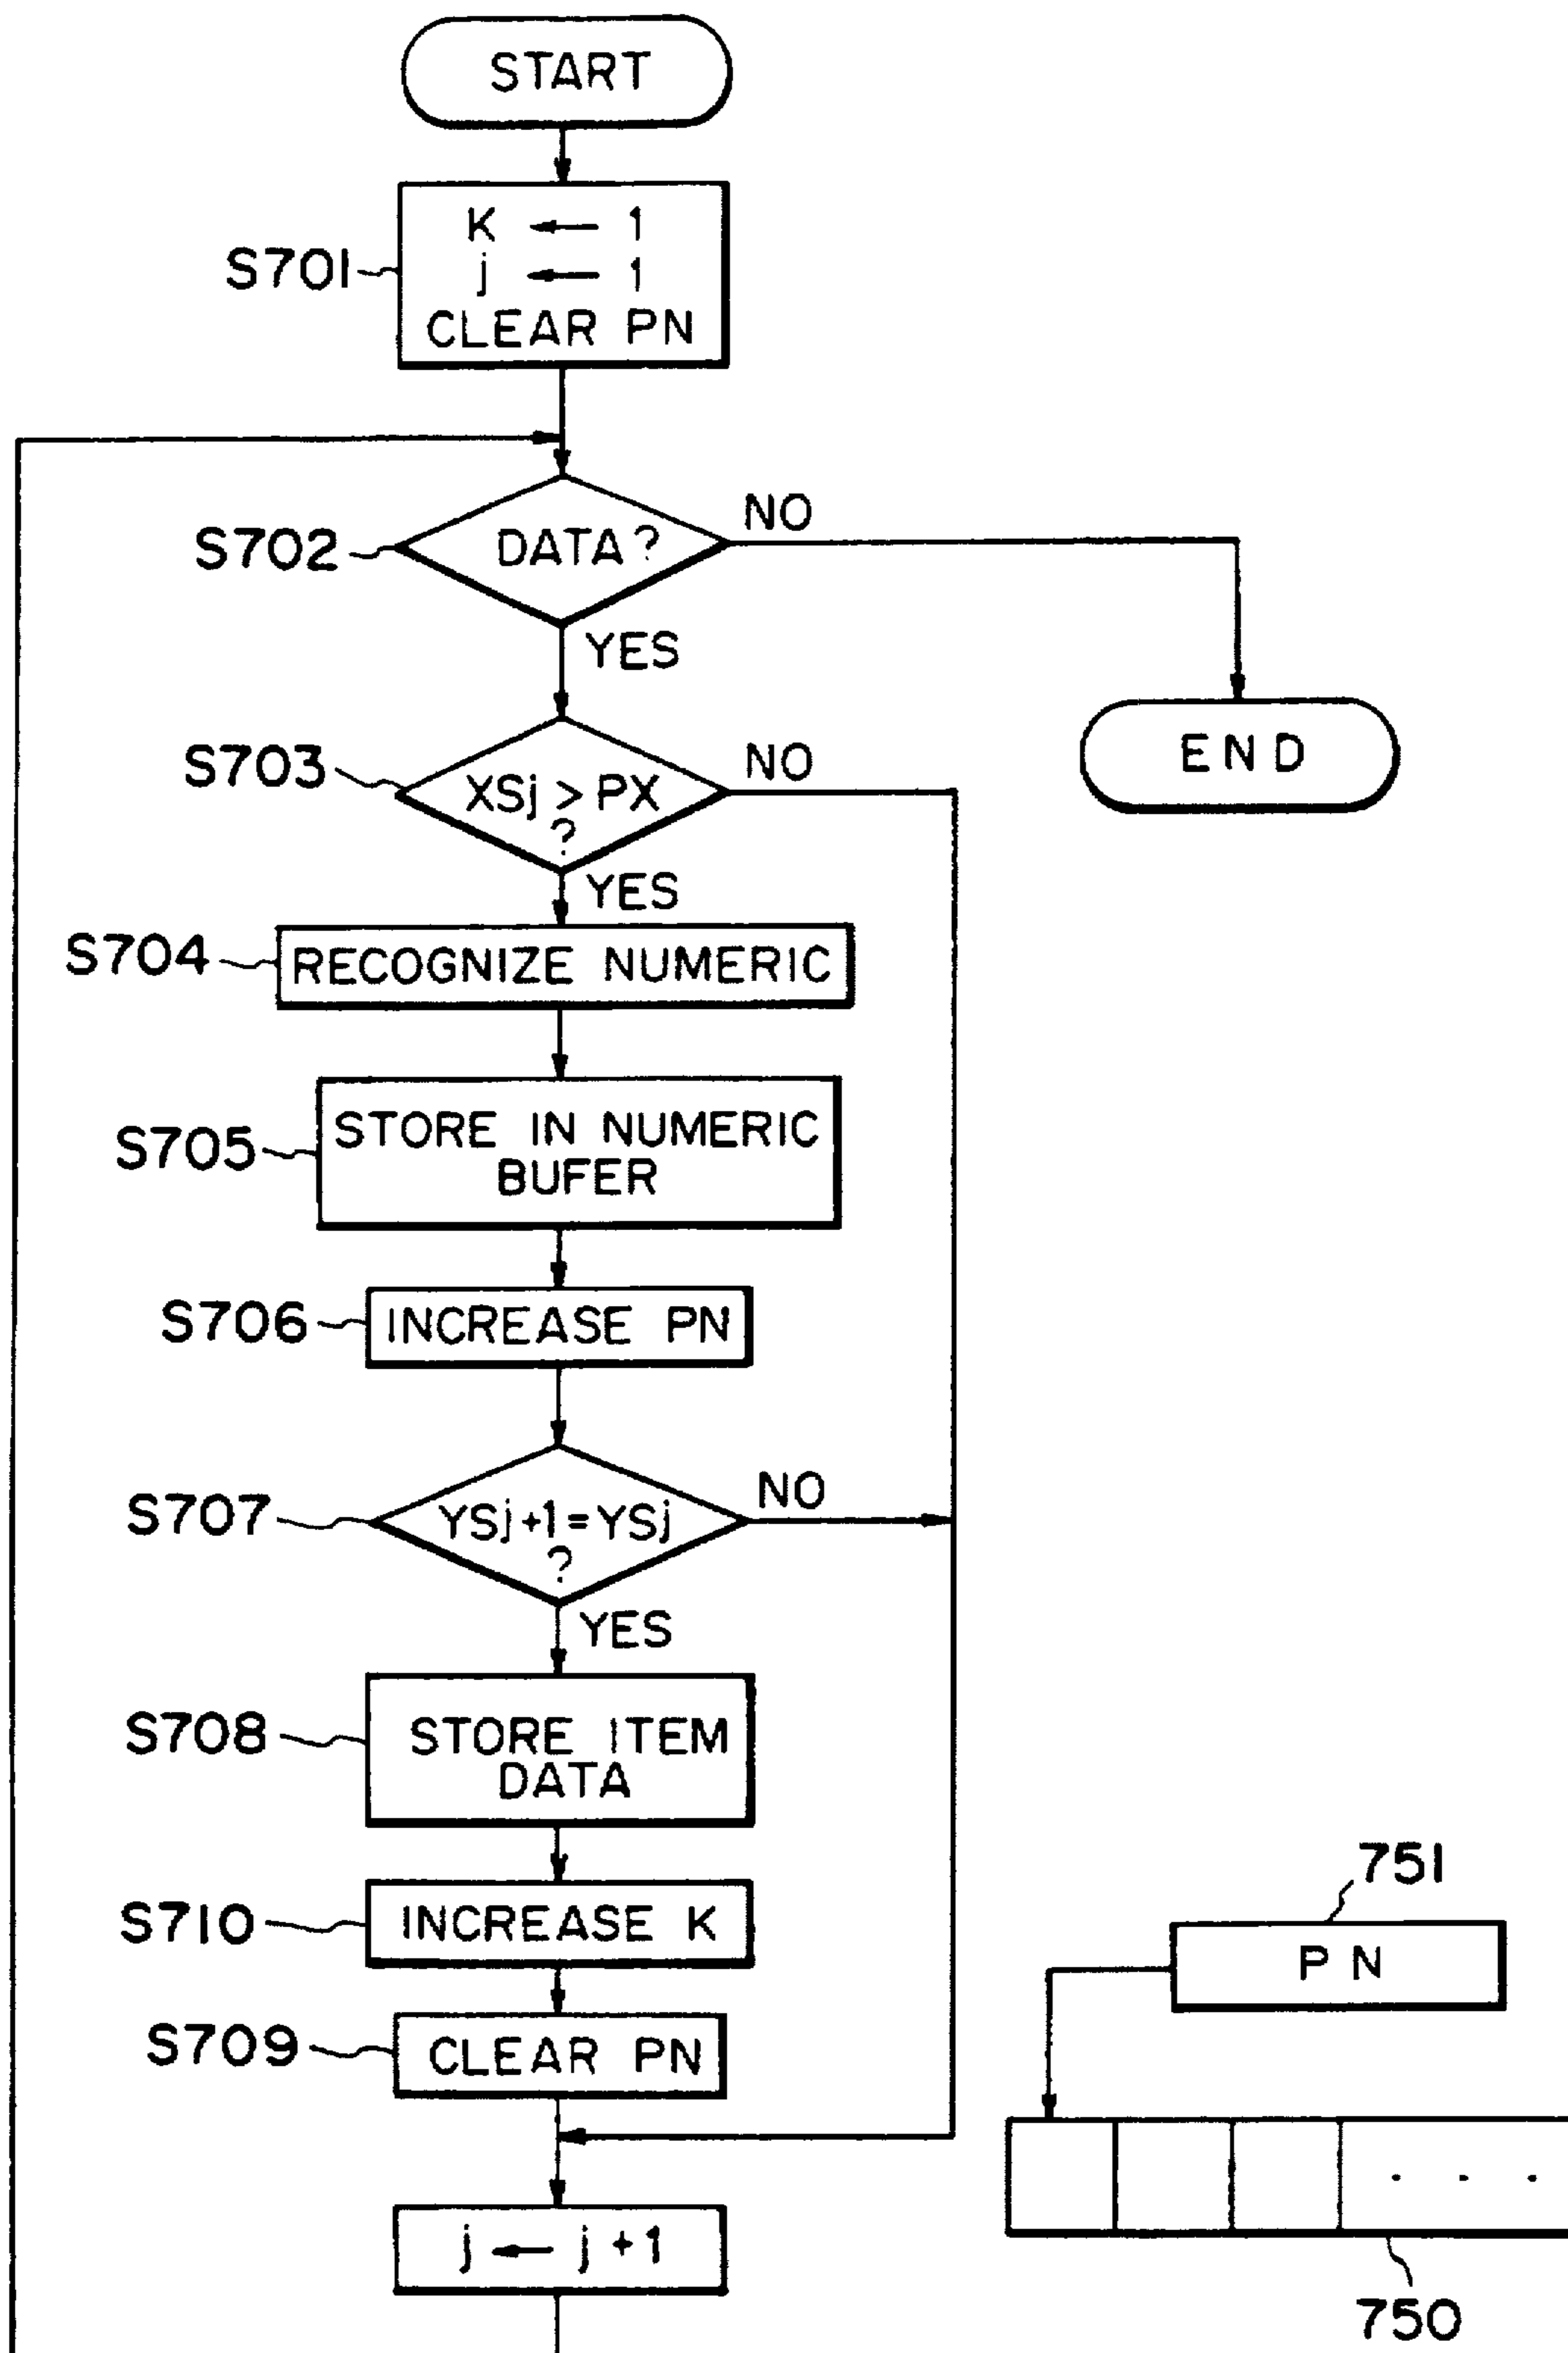 START
S701
K ← 1
j ← 1
CLEAR PN
S702
DATA?
NO
YES
END
S703
XSj > PX
?
NO
YES
S704
RECOGNIZE NUMERIC
S705
STORE IN NUMERIC
BUFER
S706
INCREASE PN
S707
YSj+1 = YSj
?
NO
YES
S708
STORE ITEM
DATA
S710
INCREASE K
S709
CLEAR PN
j ← j +1
751
PN
. . .
750